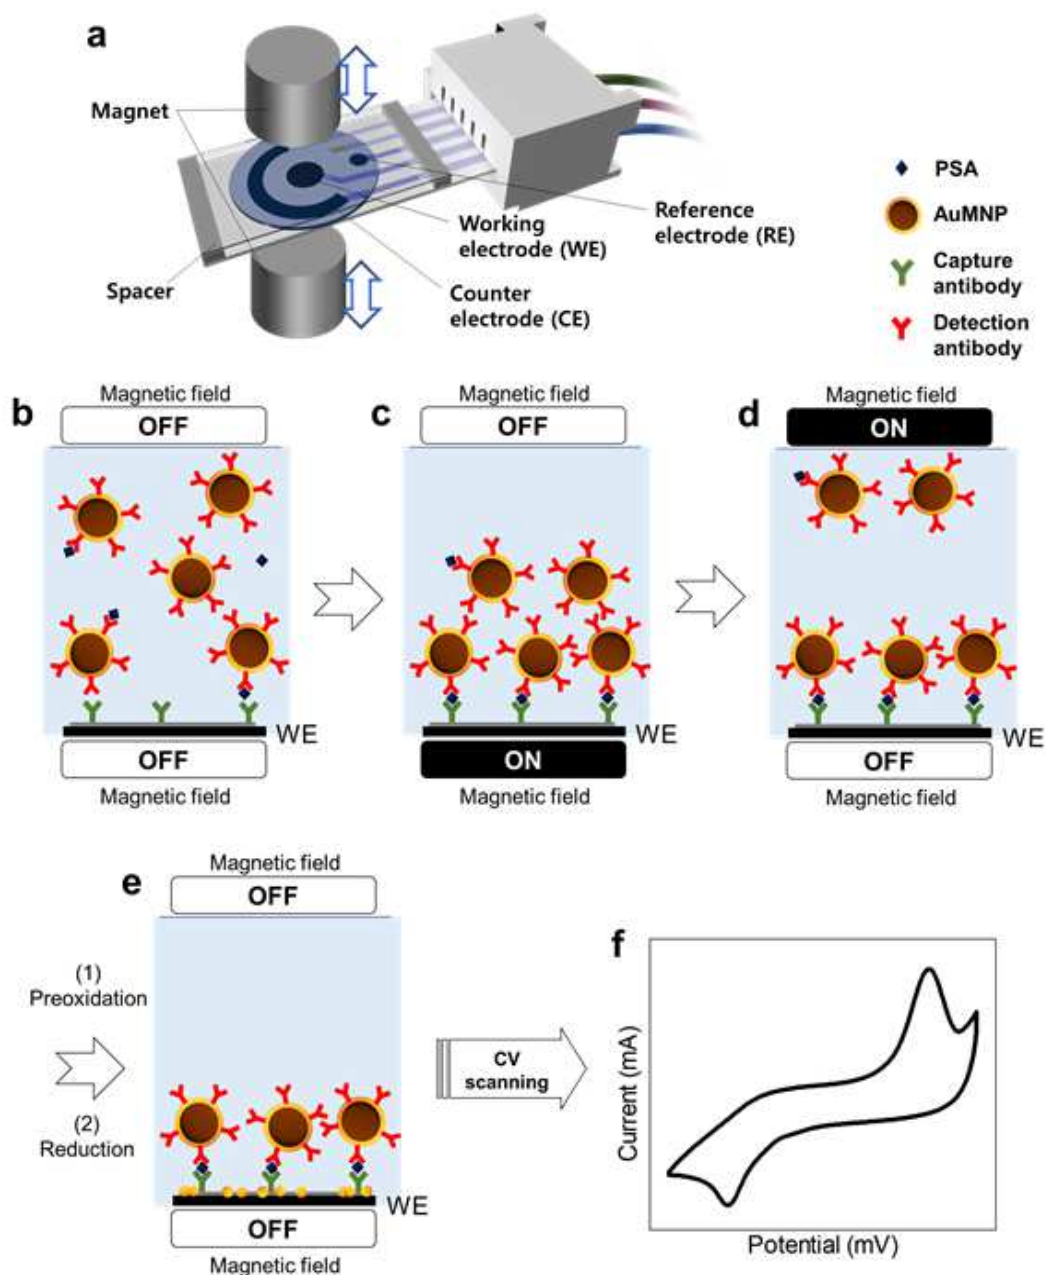 a
Magnet
Working
electrode (WE)
Reference
electrode (RE)
Spacer
Counter
electrode (CE)
PSA
AuMNP
Capture
antibody
Detection
antibody
b
Magnetic field
OFF
WE
OFF
Magnetic field
c
Magnetic field
OFF
ON
Magnetic field
d
Magnetic field
ON
WE
OFF
Magnetic field
e
Magnetic field
OFF
(1)
Preoxidation
(2)
Reduction
WE
OFF
Magnetic field
CV
scanning
f
Current (mA)
Potential (mV)